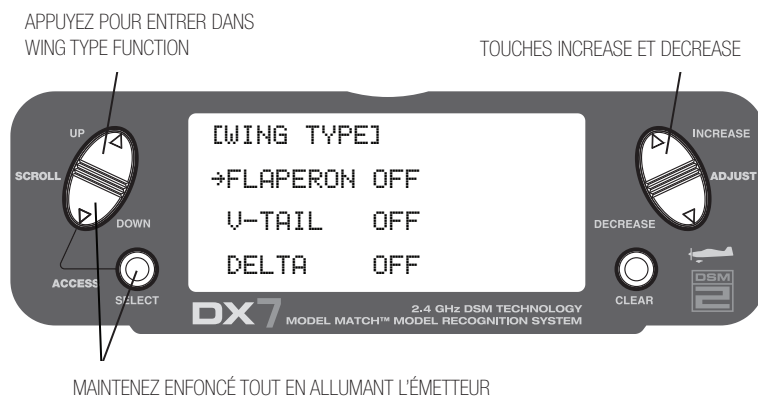 APPUYEZ POUR ENTRER DANS
WING TYPE FUNCTION
TOUCHES INCREASE ET DECREASE
UP
SCROLL
DOWN
ACCESS
SELECT
[WING TYPE]
→FLAPERON OFF
V-TAIL OFF
DELTA OFF
INCREASE
ADJUST
DECREASE
CLEAR
DSM
2
DX7
2.4 GHz DSM TECHNOLOGY
MODEL MATCH™ MODEL RECOGNITION SYSTEM
MAINTENEZ ENFONCÉ TOUT EN ALLUMANT L'ÉMETTEUR